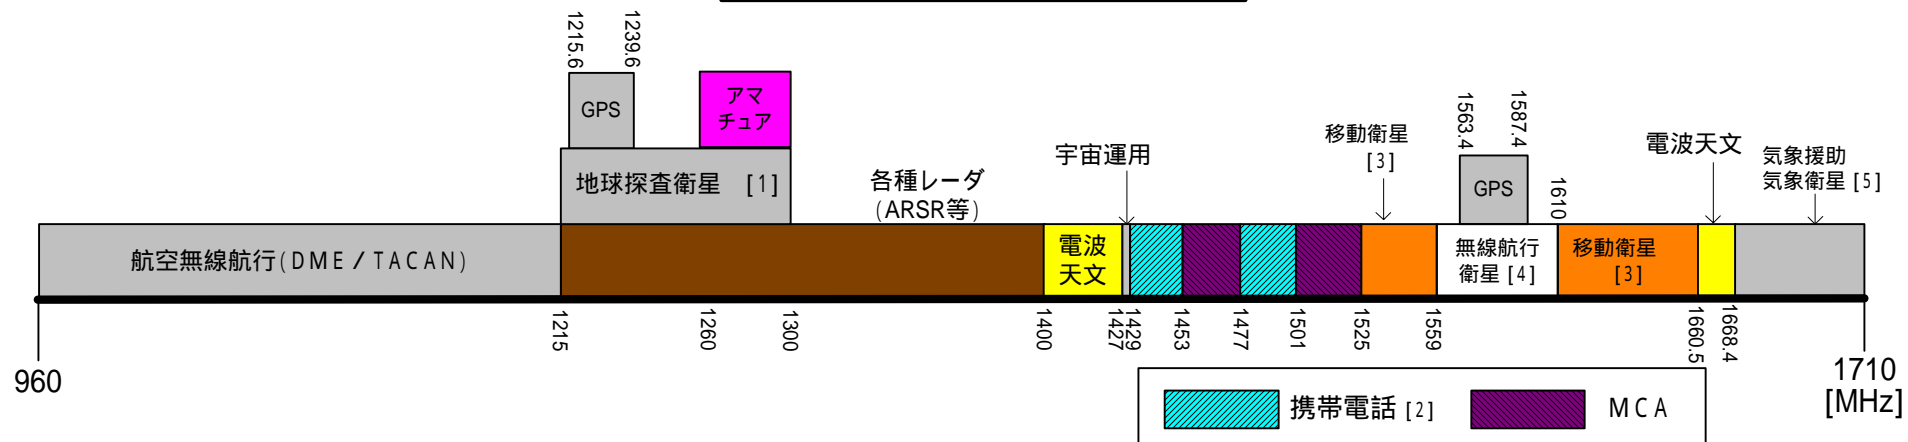 1215.6
1239.6
GPS
アマ
チュア
地球探査衛星 [1]
各種レーダ
(ARSR等)
宇宙運用
移動衛星
[3]
1563.4
1587.4
GPS
1610
電波天文
気象援助
気象衛星 [5]
航空無線航行(DME/TACAN)
電波
天文
無線航行
衛星 [4]
移動衛星
[3]
960
1215
1260
1300
1400
1427
1429
1453
1477
1501
1525
1559
1660.5
1668.4
1710
[MHz]
携帯電話 [2]
MCA